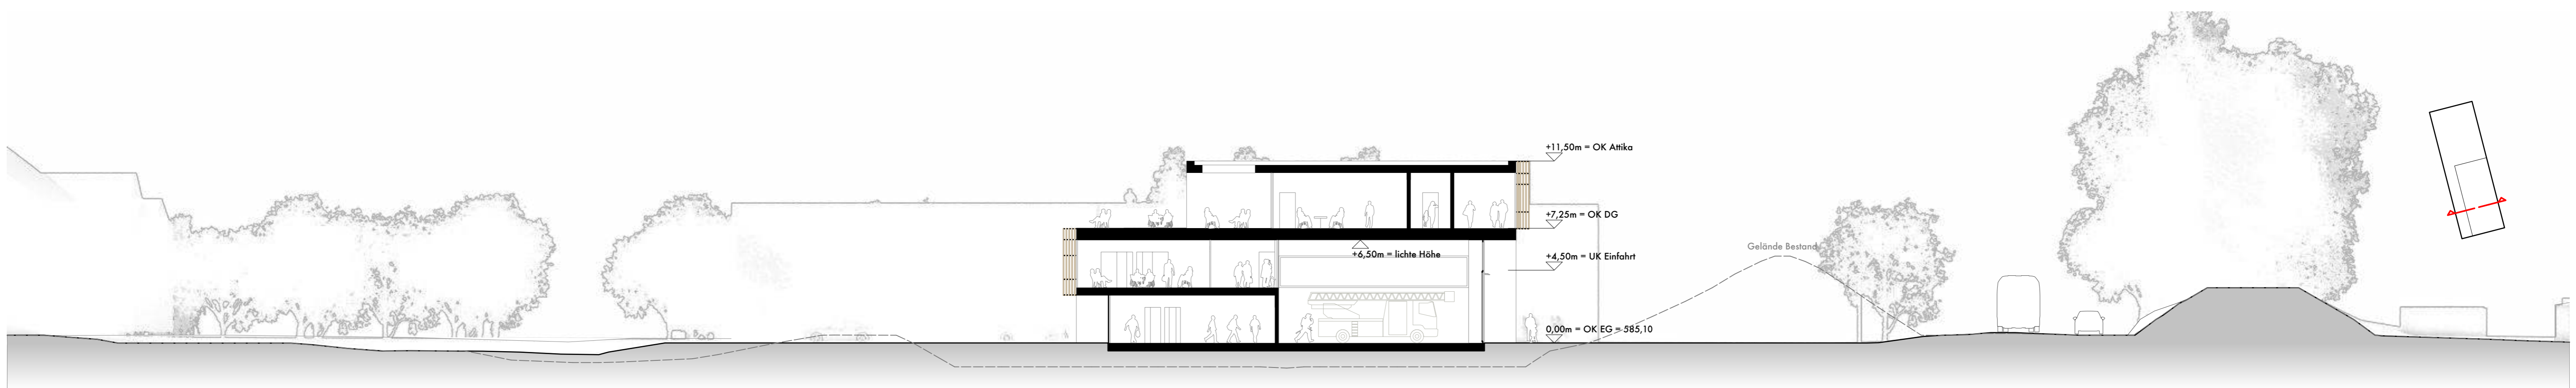 +11,50m = OK Attika
+7,25m = OK DG
Gelände Bestand
+6,50m = lichte Höhe
+4,50m = UK Einfahrt
0,00m = OK EG = 585,10